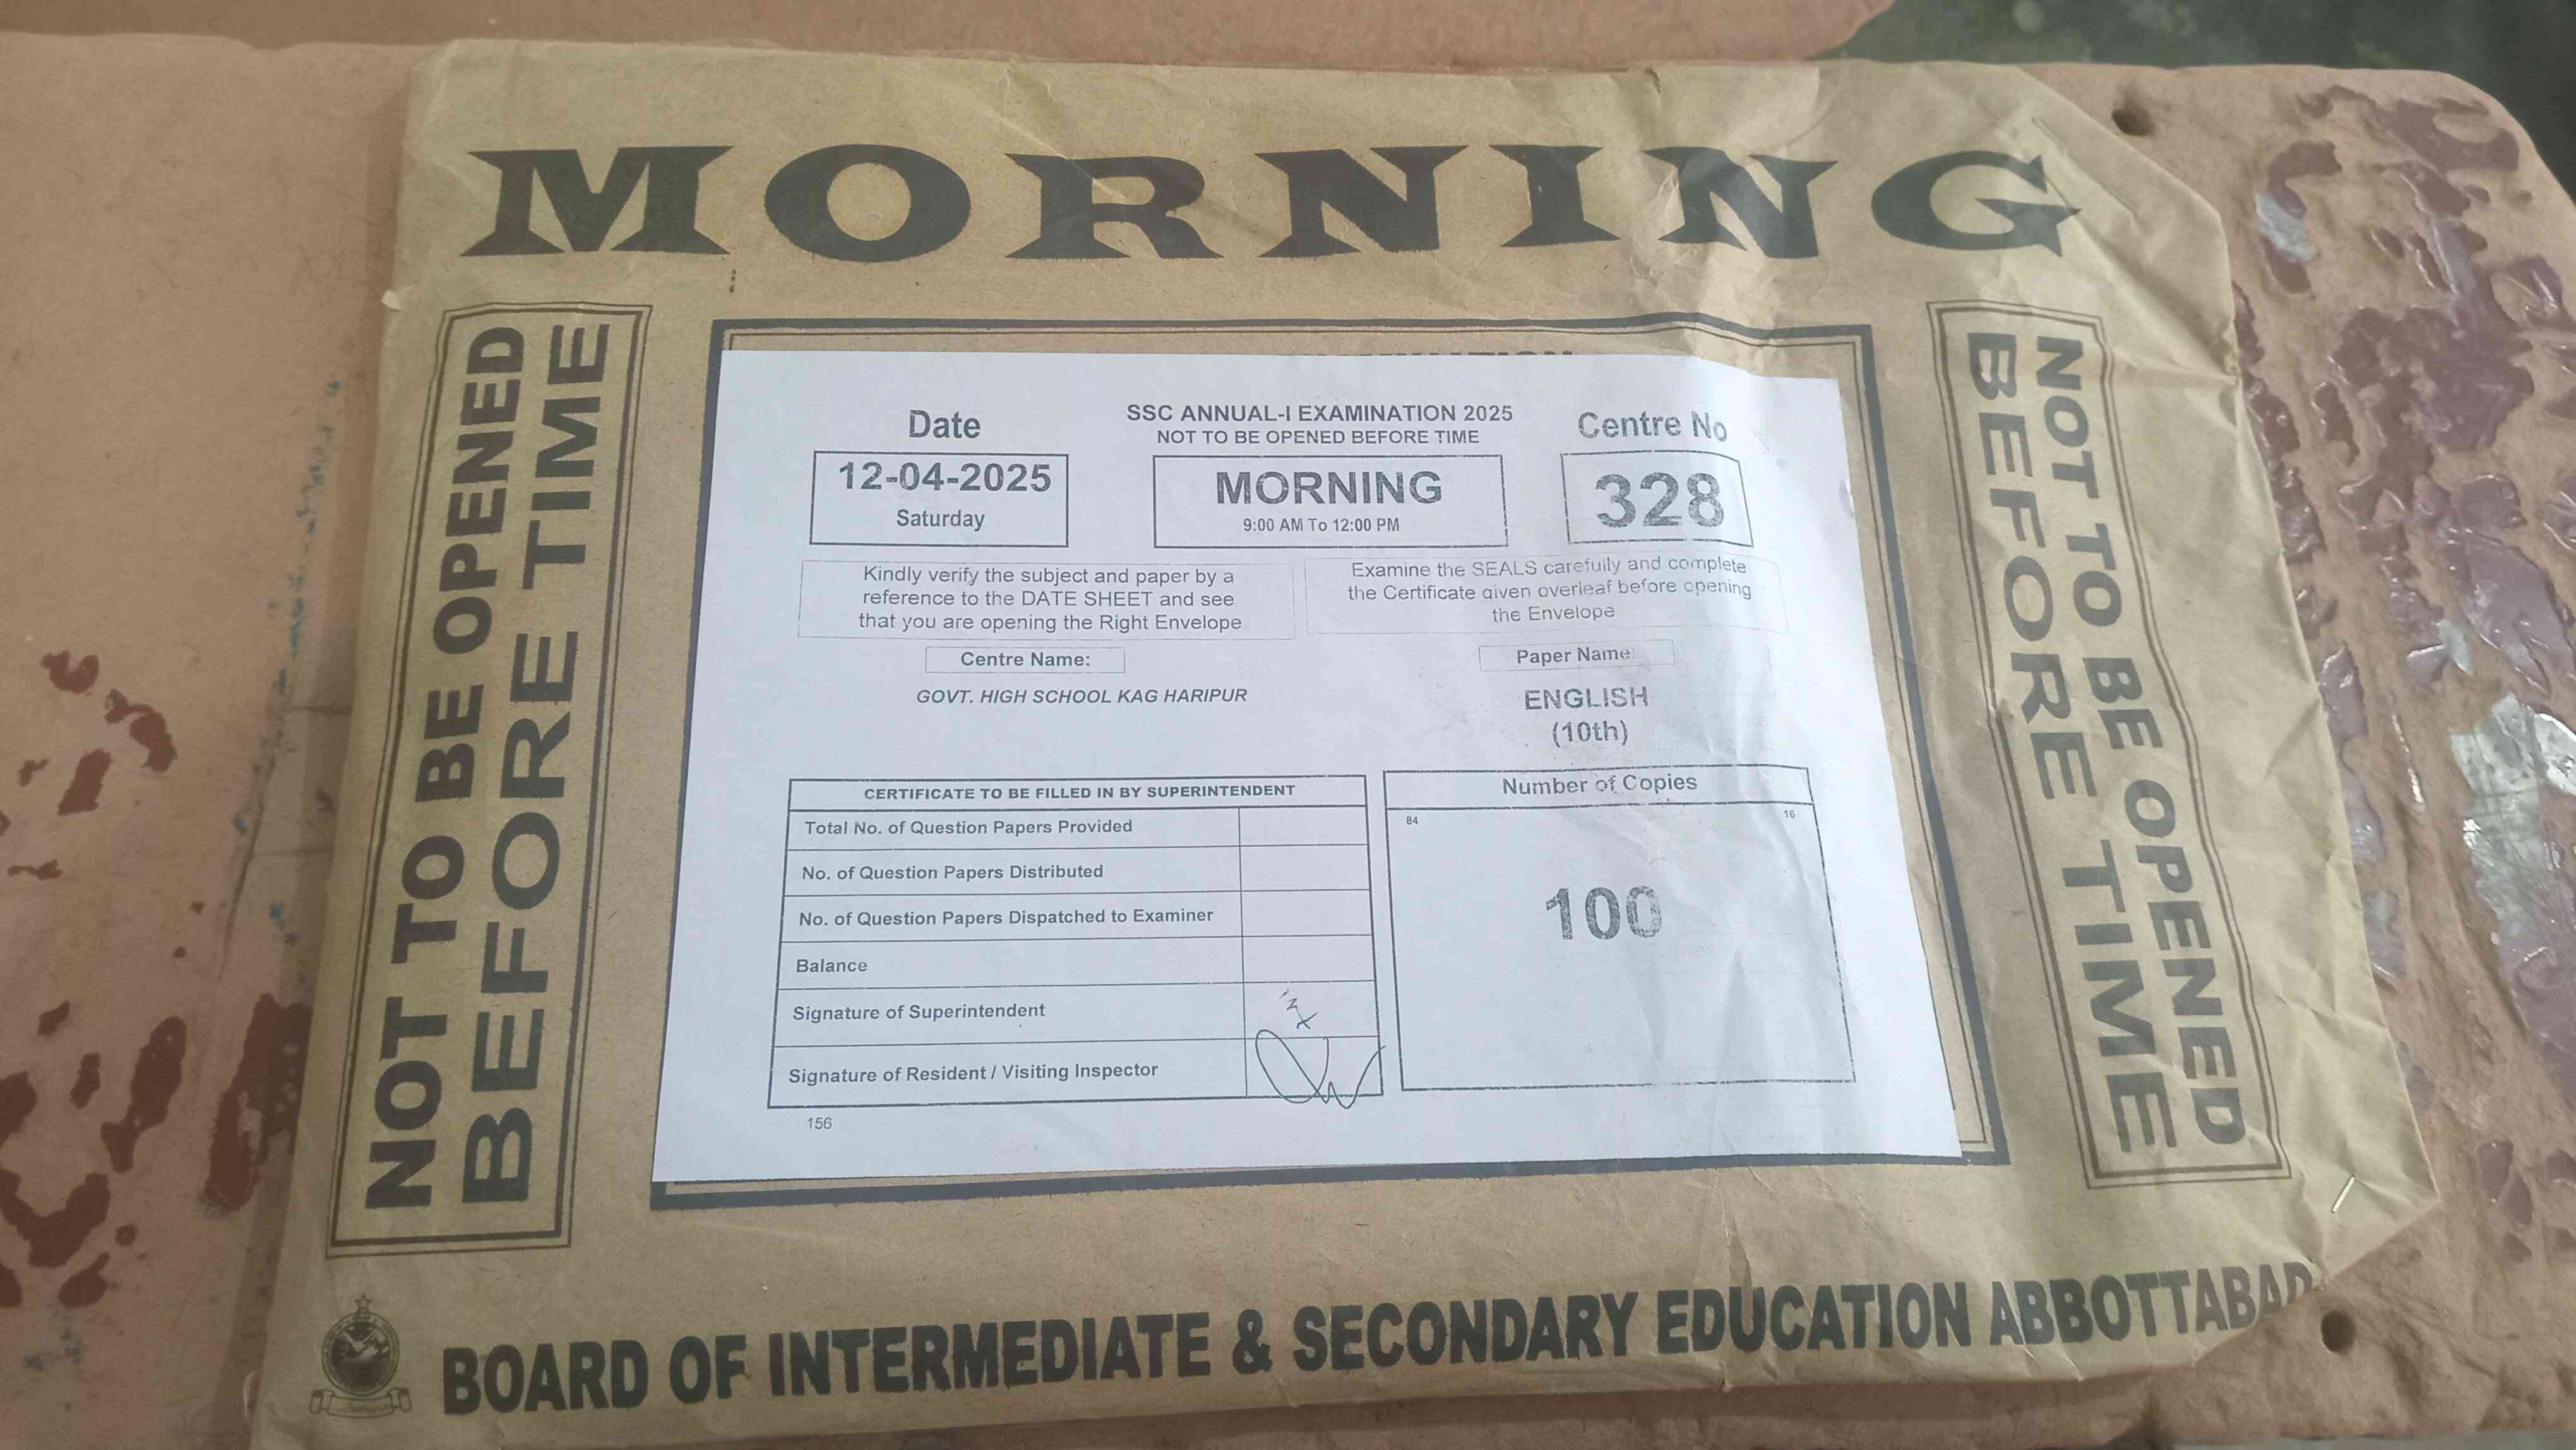 MORNING
NOT TO BE OPENED
BEFORE TIME
Date
12-04-2025
Saturday
SSC ANNUAL-I EXAMINATION 2025
NOT TO BE OPENED BEFORE TIME
MORNING
9:00 AM To 12:00 PM
Centre No
328
Kindly verify the subject and paper by a
reference to the DATE SHEET and see
that you are opening the Right Envelope
Examine the SEALS carefully and complete
the Certificate given overleaf before opening
the Envelope
Centre Name:
GOVT. HIGH SCHOOL KAG HARIPUR
Paper Name:
ENGLISH
(10th)
CERTIFICATE TO BE FILLED IN BY SUPERINTENDENT
Total No. of Question Papers Provided
No. of Question Papers Distributed
No. of Question Papers Dispatched to Examiner
Balance
Signature of Superintendent
Signature of Resident / Visiting Inspector
156
Number of Copies
84 16
100
NOT TO BE OPENED
BEFORE TIME
BOARD OF INTERMEDIATE & SECONDARY EDUCATION ABBOTTABAD